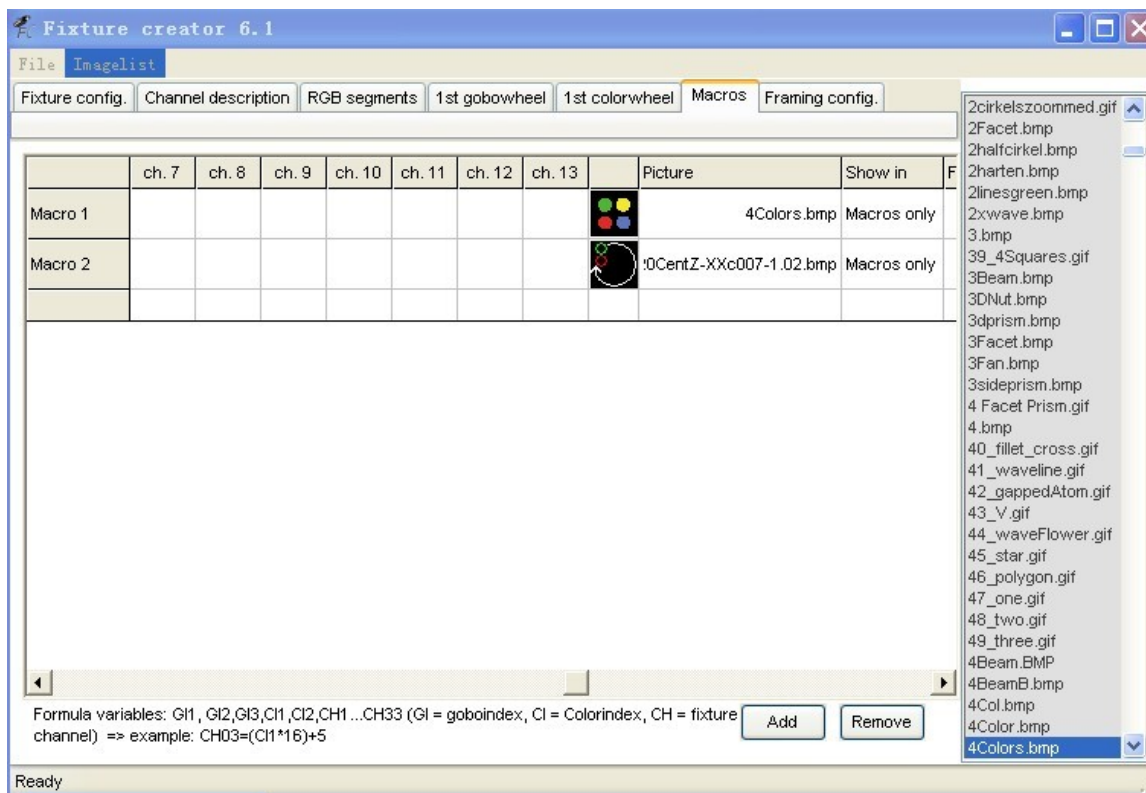 Fixture creator 6.1
File Imagelist
Fixture config. Channel description RGB segments 1st gobowheel 1st colorwheel Macros Framing config.
ch. 7 ch. 8 ch. 9 ch. 10 ch. 11 ch. 12 ch. 13 Picture Show in F
Macro 1 4Colors.bmp Macros only
Macro 2 !0CentZ-XXc007-1.02.bmp Macros only
Formula variables: GI1, GI2,GI3,CI1,CI2,CH1...CH33 (GI = goboindex, CI = Colorindex, CH = fixture
channel) => example: CH03=(CI1*16)+5
Add Remove
2cirkelszoommed.gif
2Facet.bmp
2halfcirkel.bmp
2harten.bmp
2linesgreen.bmp
2xwave.bmp
3.bmp
39_4Squares.gif
3Beam.bmp
3DNut.bmp
3dprism.bmp
3Facet.bmp
3Fan.bmp
3sideprism.bmp
4 Facet Prism.gif
4.bmp
40_fillet_cross.gif
41_waveline.gif
42_gappedAtom.gif
43_V.gif
44_waveFlower.gif
45_star.gif
46_polygon.gif
47_one.gif
48_two.gif
49_three.gif
4Beam.BMP
4BeamB.bmp
4Col.bmp
4Color.bmp
4Colors.bmp
Ready